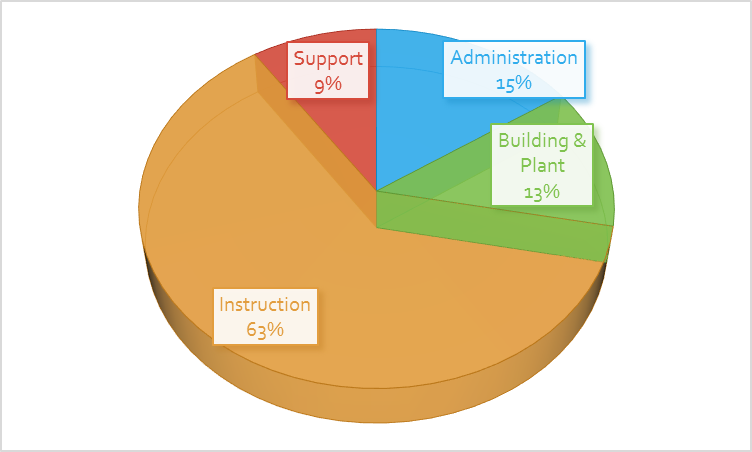 Support
9%
Administration
15%
Building &
Plant
13%
Instruction
63%